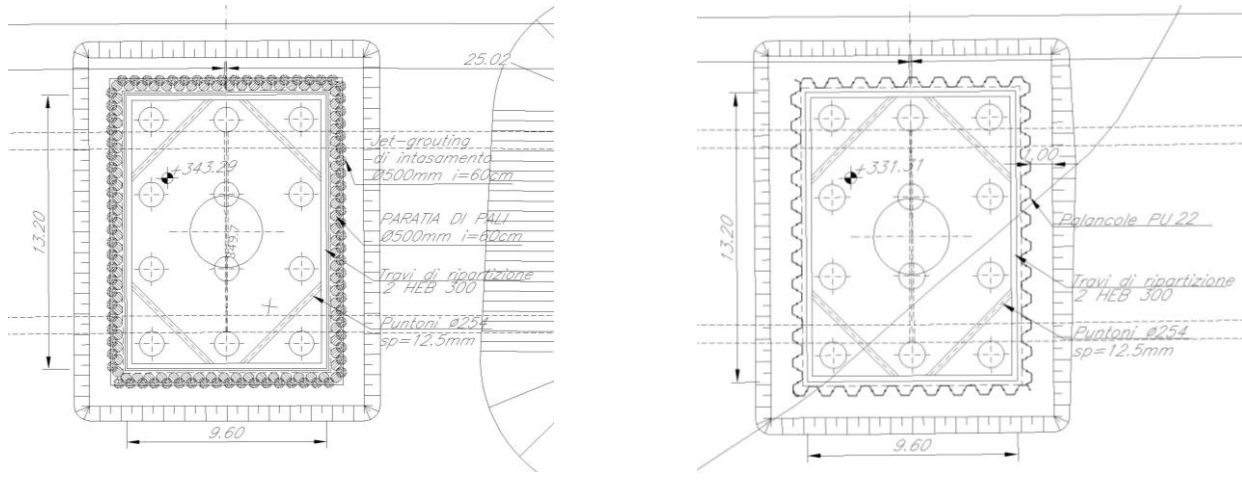 25.02
Jet-grouting
di intasamento
Ø500mm i=60cm
+343.29
PARATIA DI PALI
Ø500mm i=60cm
13.20
Travi di ripartizione
2 HEB 300
Puntoni Ø254
sp=12.5mm
9.60
1.00
+331.31
Palancole PU 22
13.20
Travi di ripartizione
2 HEB 300
Puntoni Ø254
sp=12.5mm
9.60